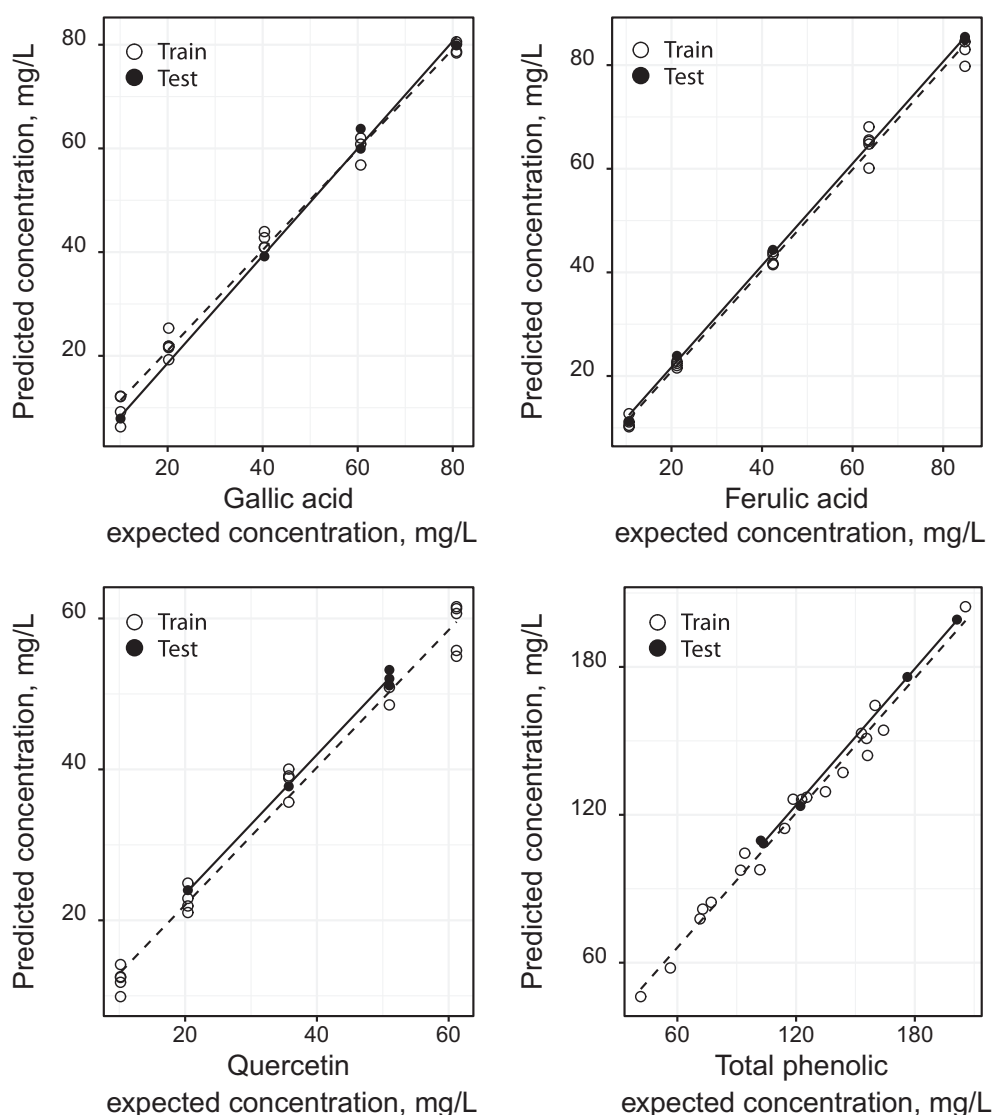 Predicted concentration, mg/L
80
60
40
20
Train
Test
20 40 60 80
Gallic acid
expected concentration, mg/L
Predicted concentration, mg/L
80
60
40
20
Train
Test
20 40 60 80
Ferulic acid
expected concentration, mg/L
Predicted concentration, mg/L
60
40
20
Train
Test
20 40 60
Quercetin
expected concentration, mg/L
Predicted concentration, mg/L
180
120
60
Train
Test
60 120 180
Total phenolic
expected concentration, mg/L